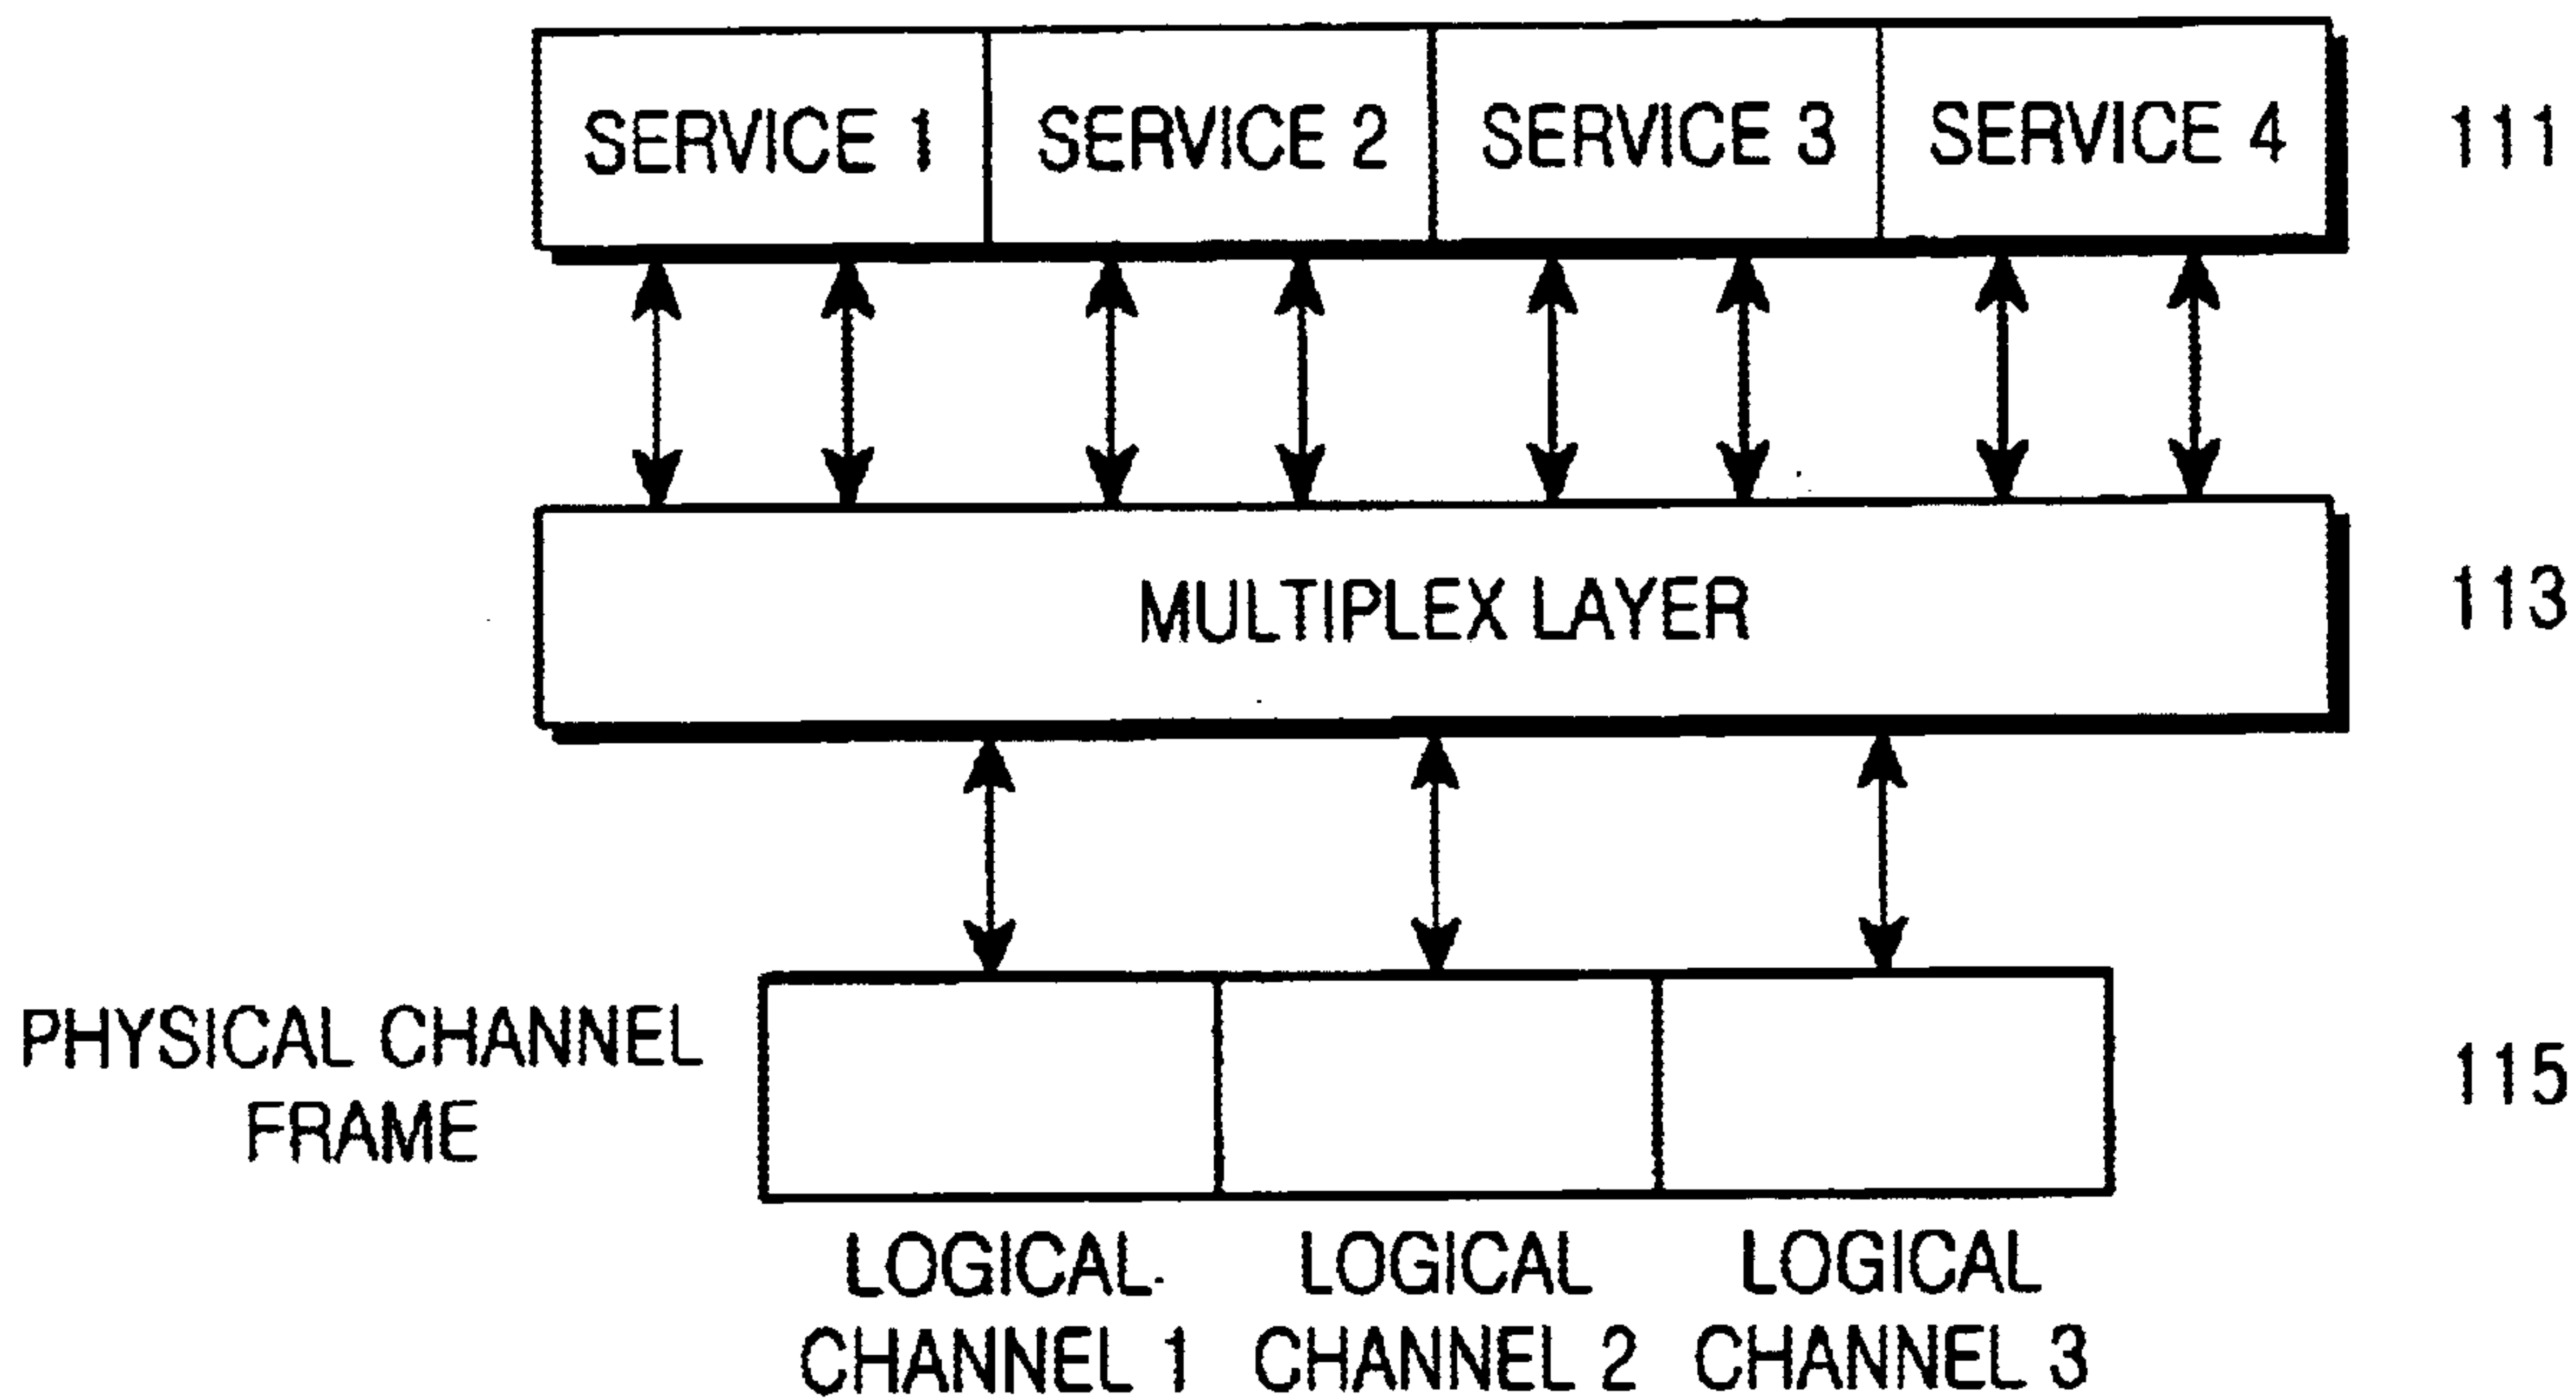 SERVICE 1 SERVICE 2 SERVICE 3 SERVICE 4 111
MULTIPLEX LAYER 113
PHYSICAL CHANNEL
FRAME
115
LOGICAL LOGICAL LOGICAL
CHANNEL 1 CHANNEL 2 CHANNEL 3